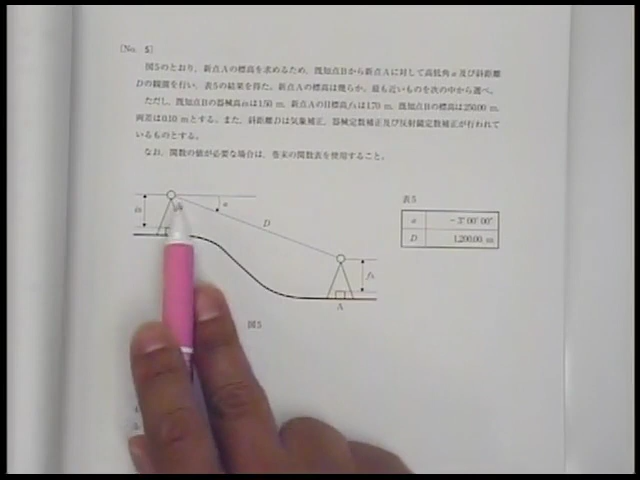 〔No. 5〕
図5のとおり，新点Aの標高を求めるため，既知点Bから新点Aに対して高低角α及び斜距離
Dの観測を行い，表5の結果を得た。新点Aの標高は幾らか。最も近いものを次の中から選べ。
ただし，既知点Bの器械高iBは1.50 m，新点Aの目標高fAは1.70 m，既知点Bの標高は250.00 m，
両差は0.10 mとする。また，斜距離Dは気象補正，器械定数補正及び反射鏡定数補正が行われて
いるものとする。
なお，関数の値が必要な場合は，巻末の関数表を使用すること。
表5
α －3°00′00″
D 1,200.00 m
iB
α
D
fA
A
図5